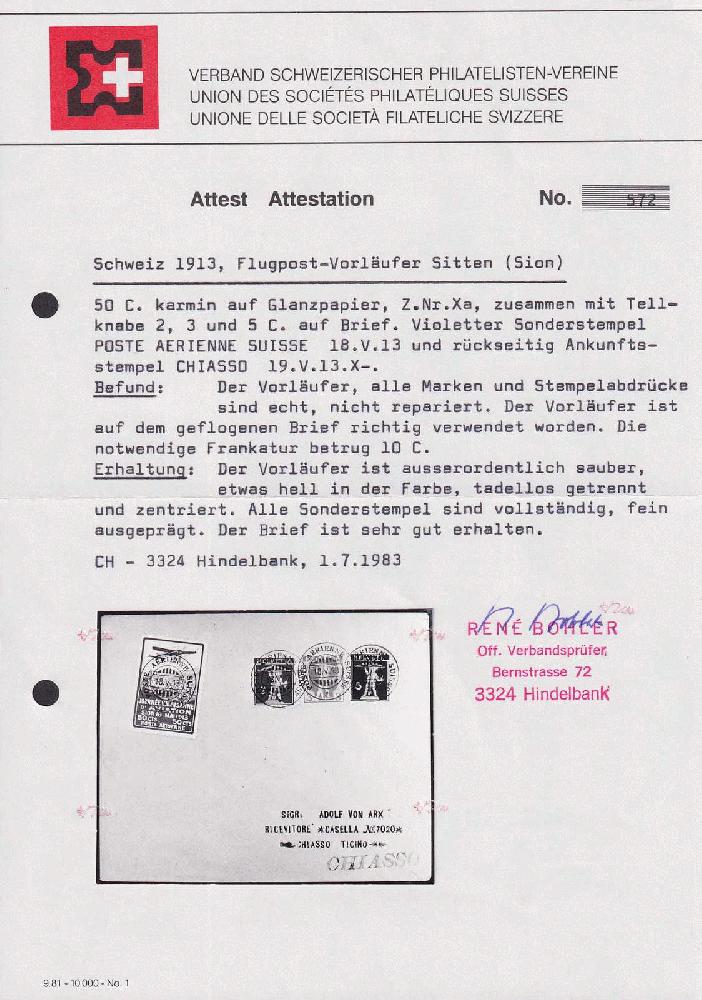 VERBAND SCHWEIZERISCHER PHILATELISTEN-VEREINE
UNION DES SOCIÉTÉS PHILATÉLIQUES SUISSES
UNIONE DELLE SOCIETÀ FILATELICHE SVIZZERE
Attest Attestation No. 572
Schweiz 1913, Flugpost-Vorläufer Sitten (Sion)
50 C. karmin auf Glanzpapier, Z.Nr.Xa, zusammen mit Tell-
knabe 2, 3 und 5 C. auf Brief. Violetter Sonderstempel
POSTE AERIENNE SUISSE 18.V.13 und rückseitig Ankunfts-
stempel CHIASSO 19.V.13.X-.
Befund: Der Vorläufer, alle Marken und Stempelabdrücke
sind echt, nicht repariert. Der Vorläufer ist
auf dem geflogenen Brief richtig verwendet worden. Die
notwendige Frankatur betrug 10 C.
Erhaltung: Der Vorläufer ist ausserordentlich sauber,
etwas hell in der Farbe, tadellos getrennt
und zentriert. Alle Sonderstempel sind vollständig, fein
ausgeprägt. Der Brief ist sehr gut erhalten.
CH - 3324 Hindelbank, 1.7.1983
RENÉ BÜHLER
Off. Verbandsprüfer,
Bernstrasse 72
3324 Hindelbank
SIGR. ADOLF VON ARX
RICEVITORE *CASELLA №7020*
CHIASSO TICINO
CHIASSO
9.81 - 10 000 - No. 1